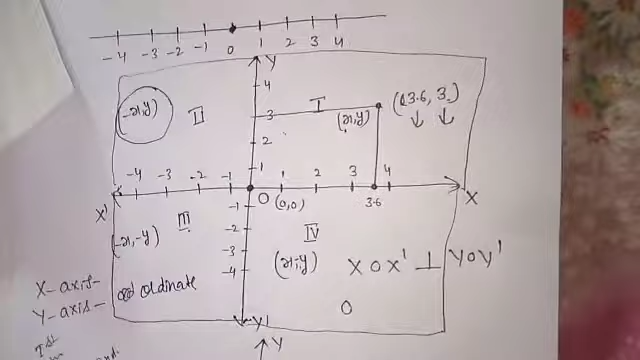 -4 -3 -2 -1 0 1 2 3 4
Y
4
(-x,y) II I (3.6, 3)
3
(x,y)
2
1
-4 -3 -2 -1 1 2 3 4
X' O (0,0) 3.6 X
-1
III IV
-2
(-x,-y)
-3
(x,-y) XOX' ⊥ YOY'
-4
X-axis-
Y-axis- ordinate
O
Y'
Ist
Y